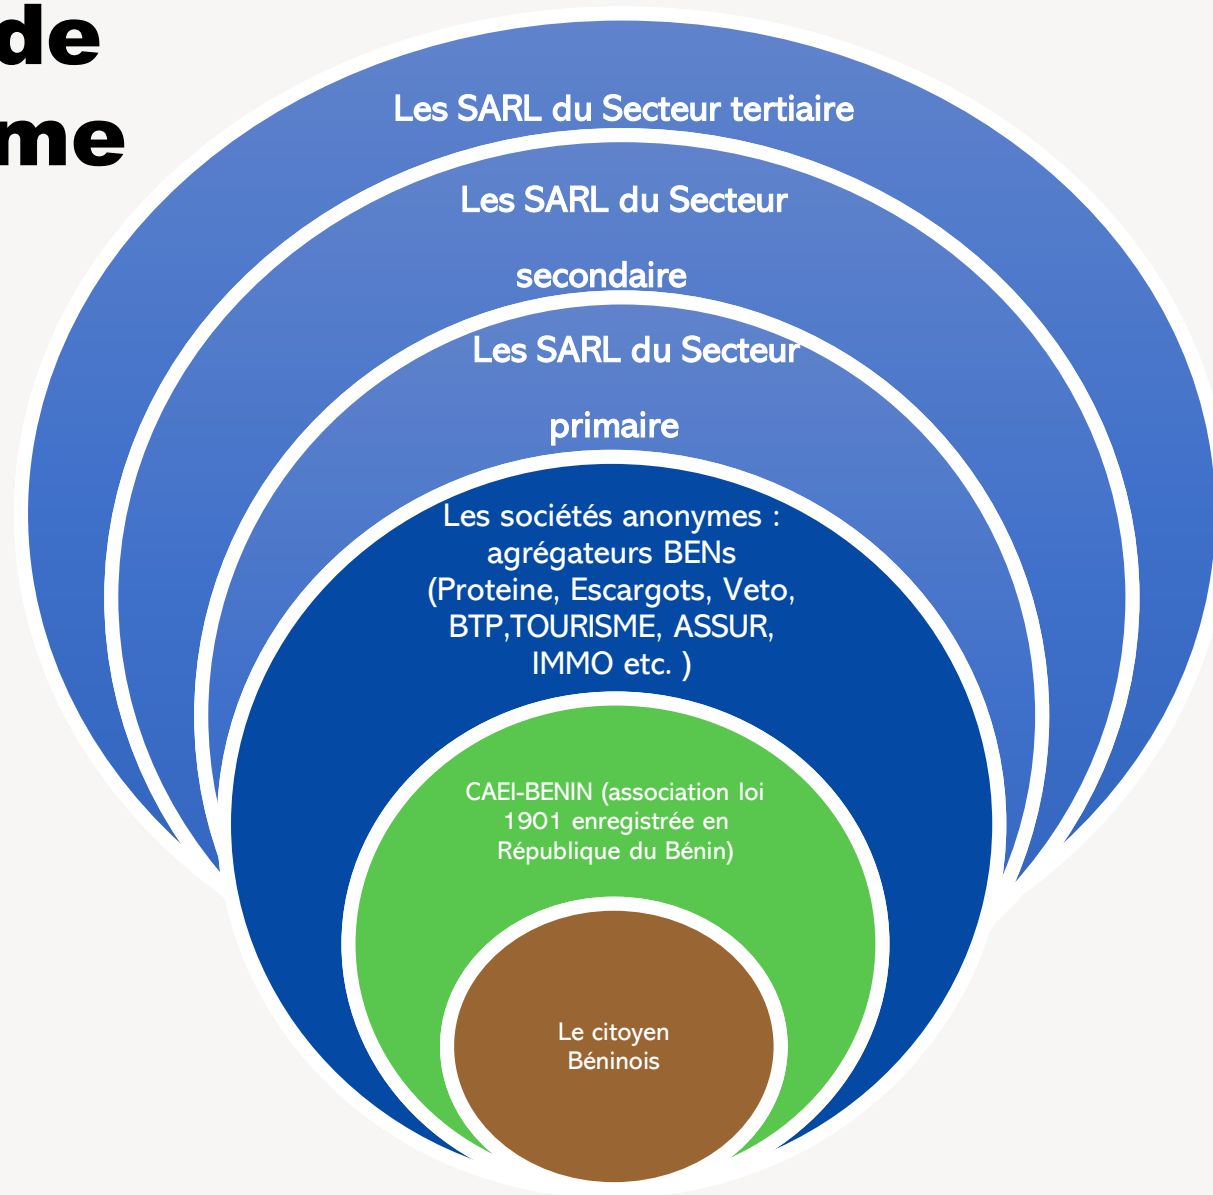 de
me
Les SARL du Secteur tertiaire
Les SARL du Secteur
secondaire
Les SARL du Secteur
primaire
Les sociétés anonymes :
agrégateurs BENs
(Proteine, Escargots, Veto,
BTP,TOURISME, ASSUR,
IMMO etc. )
CAEI-BENIN (association loi
1901 enregistrée en
République du Bénin)
Le citoyen
Béninois